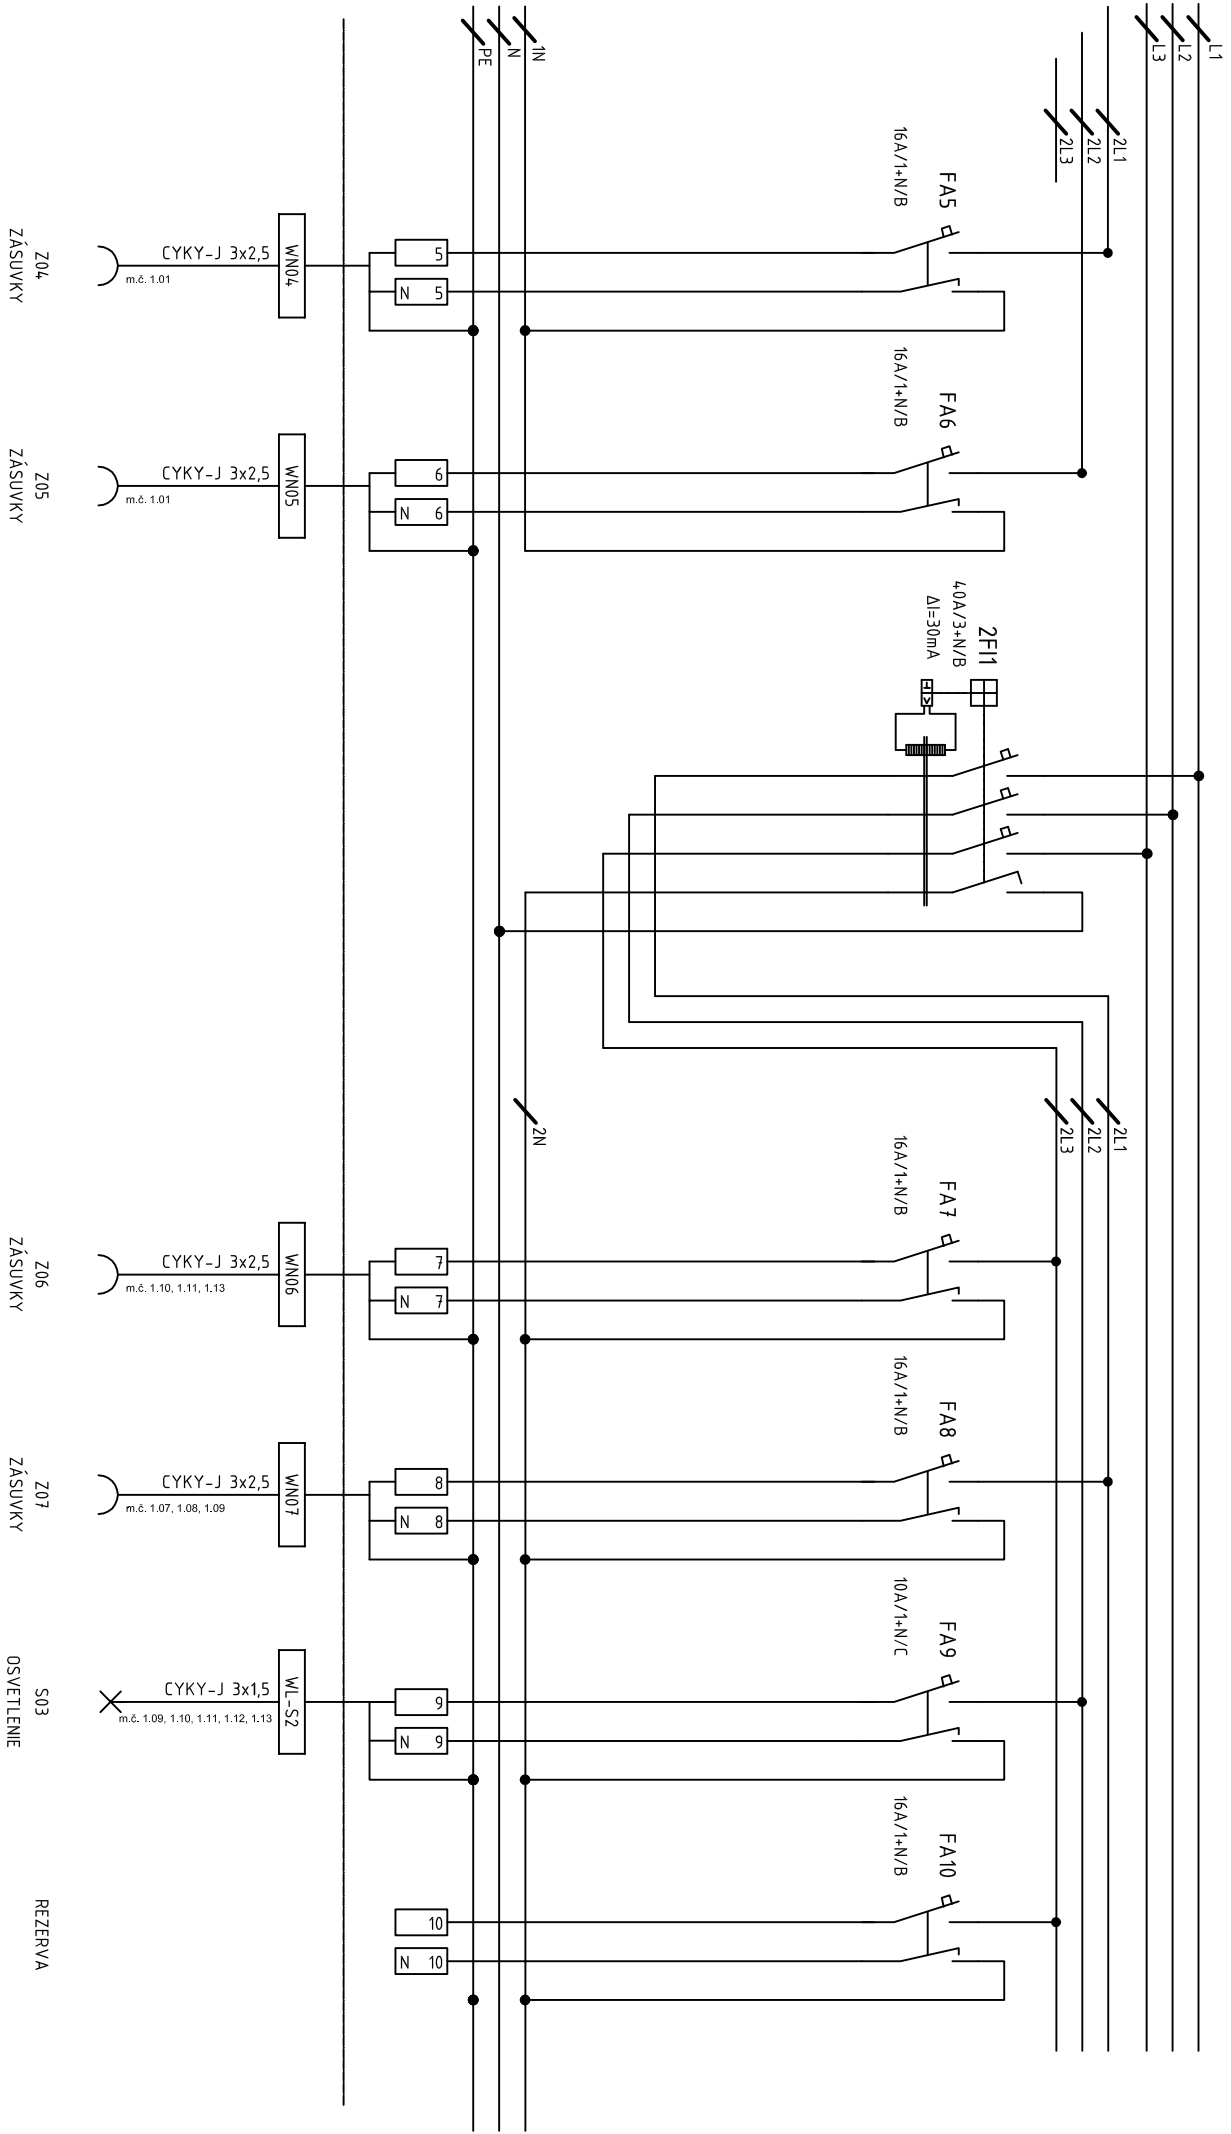 L1
L2
L3
2L1
2L2
2L3
1N
N
PE
FA5
16A/1+N/B
5
N 5
WN04
CYKY-J 3x2,5
m.č. 1.01
Z04
ZÁSUVKY
FA6
16A/1+N/B
6
N 6
WN05
CYKY-J 3x2,5
m.č. 1.01
Z05
ZÁSUVKY
2FI1
40A/3+N/B
ΔI=30mA
2L1
2L2
2L3
2N
FA7
16A/1+N/B
7
N 7
WN06
CYKY-J 3x2,5
m.č. 1.10, 1.11, 1.13
Z06
ZÁSUVKY
FA8
16A/1+N/B
8
N 8
WN07
CYKY-J 3x2,5
m.č. 1.07, 1.08, 1.09
Z07
ZÁSUVKY
FA9
10A/1+N/C
9
N 9
WL-S2
CYKY-J 3x1,5
m.č. 1.09, 1.10, 1.11, 1.12, 1.13
S03
OSVETLENIE
FA10
16A/1+N/B
10
N 10
REZERVA